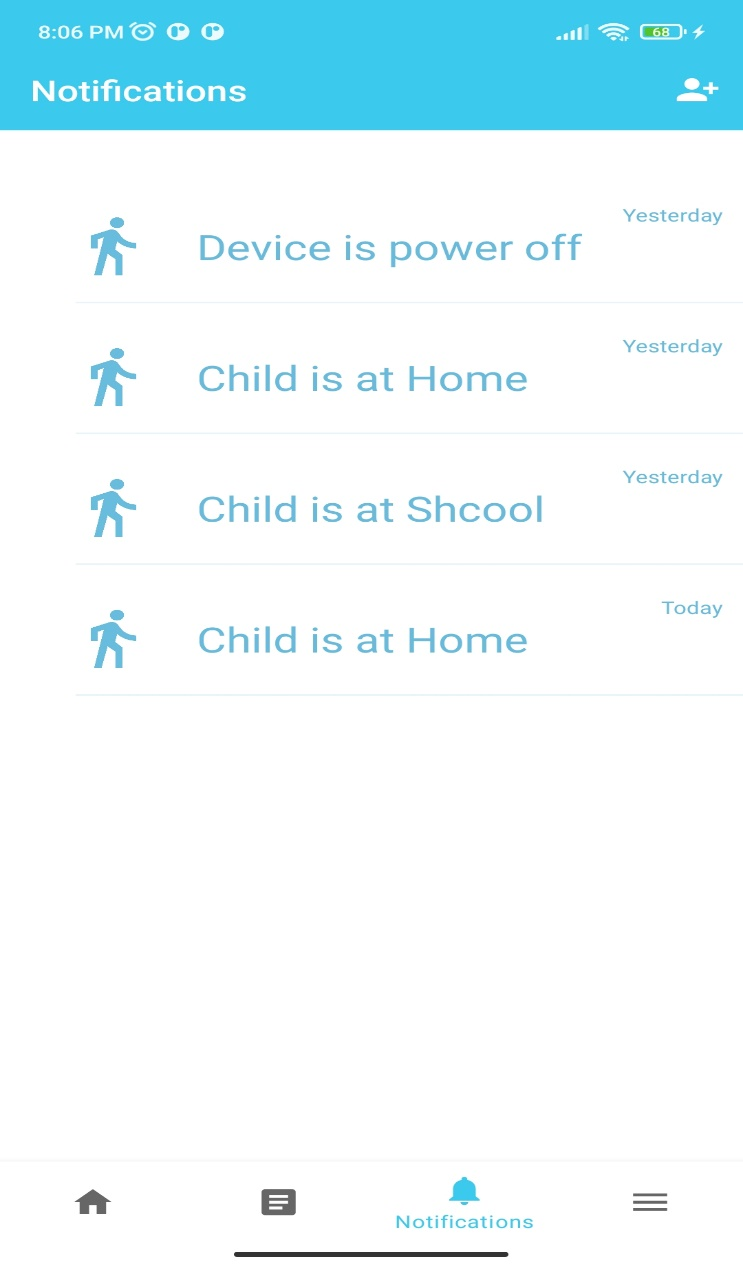 8:06 PM
68
Notifications
Yesterday
Device is power off
Yesterday
Child is at Home
Yesterday
Child is at Shcool
Today
Child is at Home
Notifications